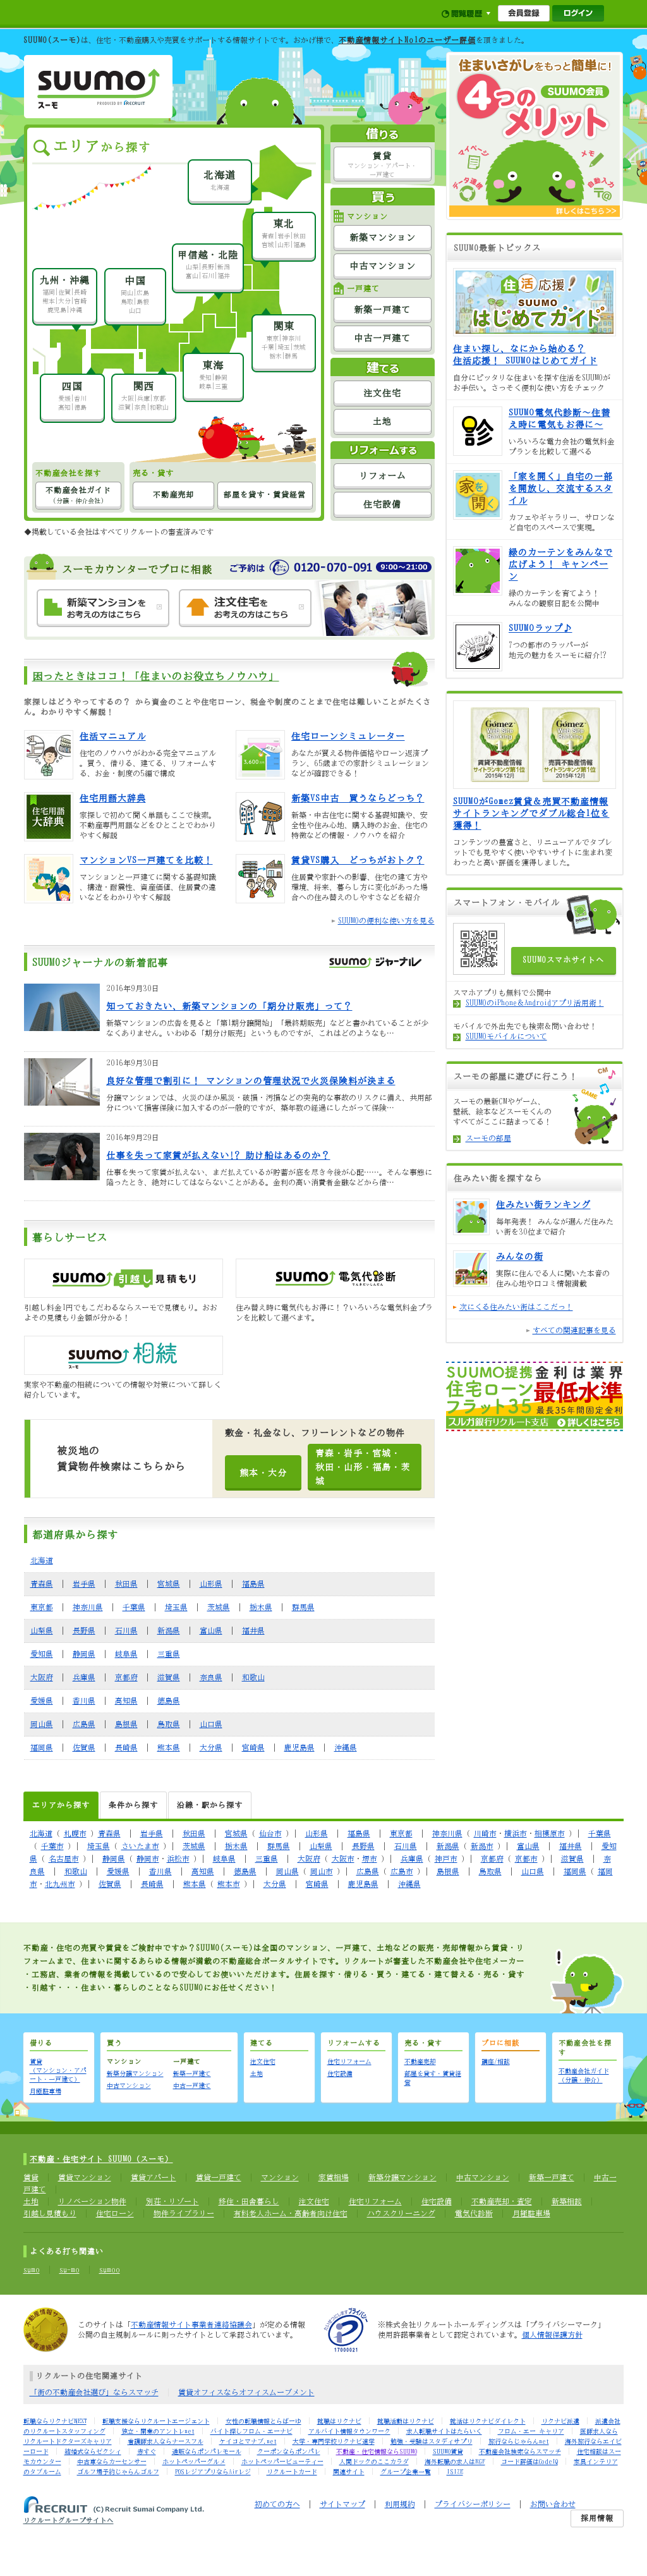 閲覧履歴
会員登録
ログイン
SUUMO(スーモ)は、住宅・不動産購入や売買をサポートする情報サイトです。おかげ様で、不動産情報サイトNo1のユーザー評価を頂きました。
SUUMO
スーモ
PRODUCED BY RECRUIT
エリアから探す
北海道
北海道
東北
青森|岩手|秋田
宮城|山形|福島
甲信越・北陸
山梨|長野|新潟
富山|石川|福井
九州・沖縄
福岡|佐賀|長崎
熊本|大分|宮崎
鹿児島|沖縄
中国
岡山|広島
鳥取|島根
山口
関東
東京|神奈川
千葉|埼玉|茨城
栃木|群馬
東海
愛知|静岡
岐阜|三重
四国
愛媛|香川
高知|徳島
関西
大阪|兵庫|京都
滋賀|奈良|和歌山
不動産会社を探す
不動産会社ガイド
(分譲・仲介会社)
売る・貸す
不動産売却
部屋を貸す・賃貸経営
◆掲載している会社はすべてリクルートの審査済みです
借りる
賃貸
マンション・アパート・
一戸建て
買う
マンション
新築マンション
中古マンション
一戸建て
新築一戸建て
中古一戸建て
建てる
注文住宅
土地
リフォームする
リフォーム
住宅設備
スーモカウンターでプロに相談
ご予約は
0120-070-091
9:00~21:00
新築マンションを
お考えの方はこちら
注文住宅を
お考えの方はこちら
困ったときはココ!「住まいのお役立ちノウハウ」
家探しはどうやってするの? から資金のことや住宅ローン、税金や制度のことまで住宅は難しいことがたくさん。わかりやすく解説!
住活マニュアル
住宅のノウハウがわかる完全マニュアル。買う、借りる、建てる、リフォームする、お金・制度の5編で構成
住宅ローンシミュレーター
あなたが買える物件価格やローン返済プラン、65歳までの家計シミュレーションなどが確認できる!
住宅用語大辞典
家探しで初めて聞く単語もここで検索。不動産専門用語などをひとことでわかりやすく解説
新築VS中古 買うならどっち?
新築・中古住宅に関する基礎知識や、安全性や住み心地、購入時のお金、住宅の特徴などの情報・ノウハウを紹介
マンションVS一戸建てを比較!
マンションと一戸建てに関する基礎知識、構造・耐震性、資産価値、住居費の違いなどをわかりやすく解説
賃貸VS購入 どっちがおトク?
住居費や家計への影響、住宅の建て方や環境、将来、暮らし方に変化があった場合への住み替えのしやすさなどを紹介
SUUMOの便利な使い方を見る
SUUMOジャーナルの新着記事
suumoジャーナル
2016年9月30日
知っておきたい、新築マンションの「期分け販売」って?
新築マンションの広告を見ると「第1期分譲開始」「最終期販売」などと書かれていることが少なくありません。いわゆる「期分け販売」というものですが、これはどのようなも…
2016年9月30日
良好な管理で割引に! マンションの管理状況で火災保険料が決まる
分譲マンションでは、火災のほか風災・破損・汚損などの突発的な事故のリスクに備え、共用部分について損害保険に加入するのが一般的ですが、築年数の経過にしたがって保険…
2016年9月29日
仕事を失って家賃が払えない!? 助け船はあるのか?
仕事を失って家賃が払えない、まだ払えているが貯蓄が底を尽き今後が心配……。そんな事態に陥ったとき、絶対にしてはならないことがある。金利の高い消費者金融などから借…
暮らしサービス
suumo引越し見積もり
引越し料金1円でもこだわるならスーモで見積もり。おおよその見積もり金額が分かる!
suumo電気代診断
住み替え時に電気代もお得に!?いろいろな電気料金プランを比較して選べます。
suumo相続
実家や不動産の相続についての情報や対策について詳しく紹介しています。
被災地の
賃貸物件検索はこちらから
敷金・礼金なし、フリーレントなどの物件
熊本・大分
青森・岩手・宮城・
秋田・山形・福島・茨城
都道府県から探す
北海道
青森県 | 岩手県 | 秋田県 | 宮城県 | 山形県 | 福島県
東京都 | 神奈川県 | 千葉県 | 埼玉県 | 茨城県 | 栃木県 | 群馬県
山梨県 | 長野県 | 石川県 | 新潟県 | 富山県 | 福井県
愛知県 | 静岡県 | 岐阜県 | 三重県
大阪府 | 兵庫県 | 京都府 | 滋賀県 | 奈良県 | 和歌山
愛媛県 | 香川県 | 高知県 | 徳島県
岡山県 | 広島県 | 島根県 | 鳥取県 | 山口県
福岡県 | 佐賀県 | 長崎県 | 熊本県 | 大分県 | 宮崎県 | 鹿児島県 | 沖縄県
住まいさがしをもっと簡単に!
SUUMO会員
4つのメリット
マイページ
メモ
データ連携
自動入力
詳しくはこちら>>
SUUMO最新トピックス
住活応援!
SUUMO
はじめてガイド
住まい探し、なにから始める?
住活応援! SUUMOはじめてガイド
自分にピッタリな住まいを探す住活をSUUMOがお手伝い。さっそく便利な使い方をチェック
SUUMO電気代診断~住替え時に電気もお得に~
いろいろな電力会社の電気料金プランを比較して選べる
「家を開く」自宅の一部を開放し、交流するスタイル
カフェやギャラリー、サロンなど自宅のスペースで実現。
緑のカーテンをみんなで広げよう! キャンペーン
緑のカーテンを育てよう!
みんなの観察日記を公開中
SUUMOラップ♪
7つの都市のラッパーが
地元の魅力をスーモに紹介!?
SUUMOがGomez賃貸&売買不動産情報サイトランキングでダブル総合1位を獲得!
コンテンツの豊富さと、リニューアルでタブレットでも見やすく使いやすいサイトに生まれ変わったと高い評価を獲得しました。
スマートフォン・モバイル
SUUMOスマホサイトへ
スマホアプリも無料で公開中
SUUMOのiPhone&Androidアプリ活用術!
モバイルで外出先でも検索&問い合わせ!
SUUMOモバイルについて
スーモの部屋に遊びに行こう!
スーモの最新CMやゲーム、
壁紙、絵本などスーモくんの
すべてがここに詰まってる!
スーモの部屋
住みたい街を探すなら
住みたい街ランキング
毎年発表! みんなが選んだ住みたい街を30位まで紹介
みんなの街
実際に住んでる人に聞いた本音の住み心地や口コミ情報満載
次にくる住みたい街はここだっ!
すべての関連記事を見る
SUUMO提携 金利は業界
住宅ローン 最低水準
フラット35 最長35年間固定金利
スルガ銀行リクルート支店 詳しくはこちら
エリアから探す
条件から探す
沿線・駅から探す
北海道( 札幌市 )| 青森県 | 岩手県 | 秋田県 | 宮城県( 仙台市 )| 山形県 | 福島県 | 東京都 | 神奈川県( 川崎市・横浜市・相模原市 )| 千葉県( 千葉市 )| 埼玉県( さいたま市 )| 茨城県 | 栃木県 | 群馬県 | 山梨県 | 長野県 | 石川県 | 新潟県( 新潟市 )| 富山県 | 福井県 | 愛知県( 名古屋市 )| 静岡県( 静岡市・浜松市 )| 岐阜県 | 三重県 | 大阪府( 大阪市・堺市 )| 兵庫県( 神戸市 )| 京都府( 京都市 )| 滋賀県 | 奈良県 | 和歌山 | 愛媛県 | 香川県 | 高知県 | 徳島県 | 岡山県( 岡山市 )| 広島県( 広島市 )| 島根県 | 鳥取県 | 山口県 | 福岡県( 福岡市・北九州市 )| 佐賀県 | 長崎県 | 熊本県( 熊本市 )| 大分県 | 宮崎県 | 鹿児島県 | 沖縄県
不動産・住宅の売買や賃貸をご検討中ですか?SUUMO(スーモ)は全国のマンション、一戸建て、土地などの販売・売却情報から賃貸・リフォームまで、住まいに関するあらゆる情報が満載の不動産総合ポータルサイトです。リクルートが審査した不動産会社や住宅メーカー・工務店、業者の情報を掲載しているので安心してお使いいただけます。住居を探す・借りる・買う・建てる・建て替える・売る・貸す・引越す・・・住まい・暮らしのことならSUUMOにお任せください!
借りる
賃貸
(マンション・アパート・一戸建て)
月極駐車場
買う
マンション
新築分譲マンション
中古マンション
一戸建て
新築一戸建て
中古一戸建て
建てる
注文住宅
土地
リフォームする
住宅リフォーム
住宅設備
売る・貸す
不動産売却
部屋を貸す・賃貸経営
プロに相談
講座/相談
不動産会社を探す
不動産会社ガイド
(分譲・仲介)
不動産・住宅サイト SUUMO(スーモ)
賃貸 賃貸マンション 賃貸アパート 賃貸一戸建て マンション 家賃相場 新築分譲マンション 中古マンション 新築一戸建て 中古一戸建て
土地 リノベーション物件 別荘・リゾート 移住・田舎暮らし 注文住宅 住宅リフォーム 住宅設備 不動産売却・査定 新築相談
引越し見積もり 住宅ローン 物件ライブラリー 有料老人ホーム・高齢者向け住宅 ハウスクリーニング 電気代診断 月極駐車場
よくある打ち間違い
sumo su-mo sumoo
このサイトは「不動産情報サイト事業者連絡協議会」が定める情報公開の自主規制ルールに則ったサイトとして承認されています。
17000021
※株式会社リクルートホールディングスは「プライバシーマーク」使用許諾事業者として認定されています。個人情報保護方針
リクルートの住宅関連サイト
「街の不動産会社選び」ならスマッチ 賃貸オフィスならオフィスムーブメント
RECRUIT (C) Recruit Sumai Company Ltd.
リクルートグループサイトへ
初めての方へ | サイトマップ | 利用規約 | プライバシーポリシー | お問い合わせ
採用情報